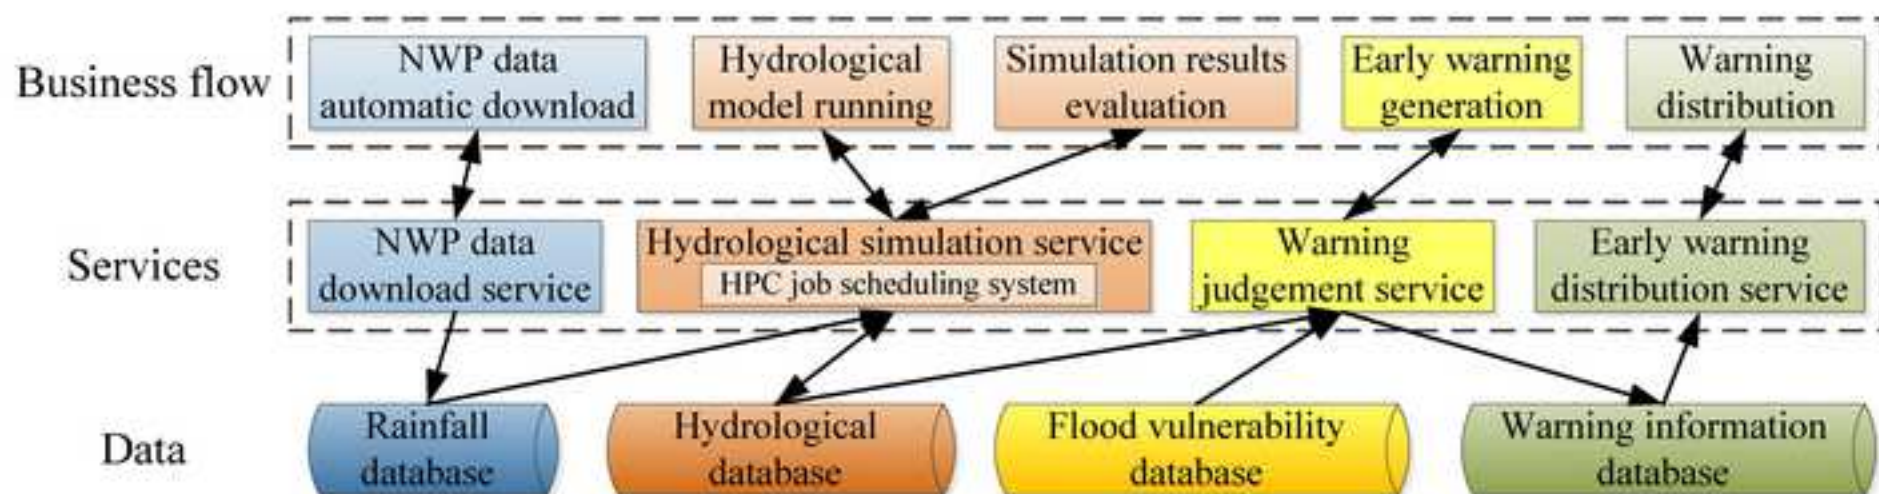 Business flow
NWP data
automatic download
Hydrological
model running
Simulation results
evaluation
Early warning
generation
Warning
distribution
Services
NWP data
download service
Hydrological simulation service
HPC job scheduling system
Warning
judgement service
Early warning
distribution service
Data
Rainfall
database
Hydrological
database
Flood vulnerability
database
Warning information
database